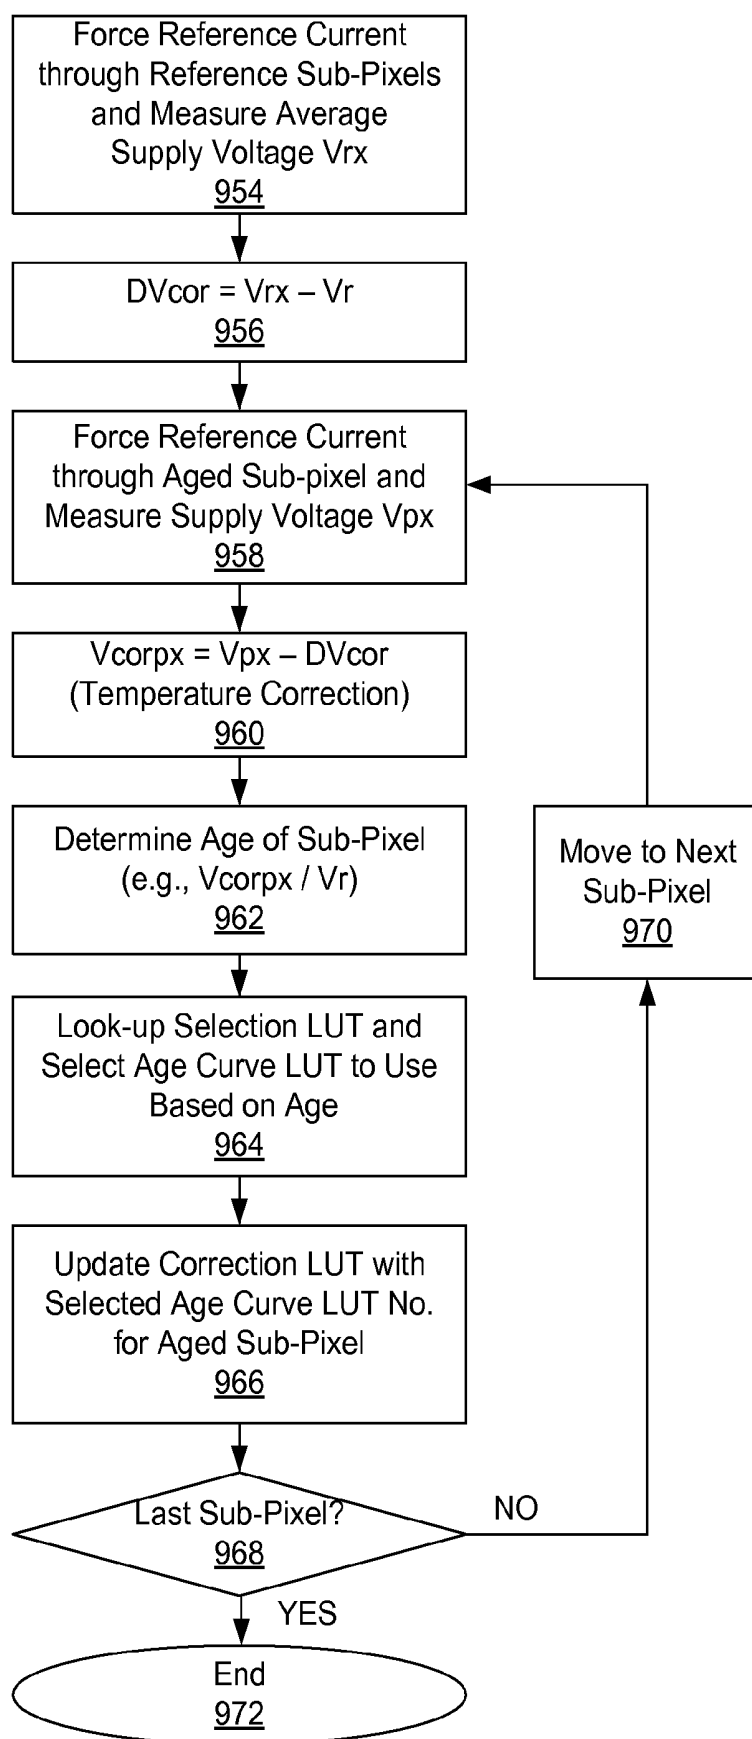 Force Reference Current
through Reference Sub-Pixels
and Measure Average
Supply Voltage Vrx
954
DVcor = Vrx – Vr
956
Force Reference Current
through Aged Sub-pixel and
Measure Supply Voltage Vpx
958
Vcorpx = Vpx – DVcor
(Temperature Correction)
960
Determine Age of Sub-Pixel
(e.g., Vcorpx / Vr)
962
Move to Next
Sub-Pixel
970
Look-up Selection LUT and
Select Age Curve LUT to Use
Based on Age
964
Update Correction LUT with
Selected Age Curve LUT No.
for Aged Sub-Pixel
966
Last Sub-Pixel?
968
NO
YES
End
972